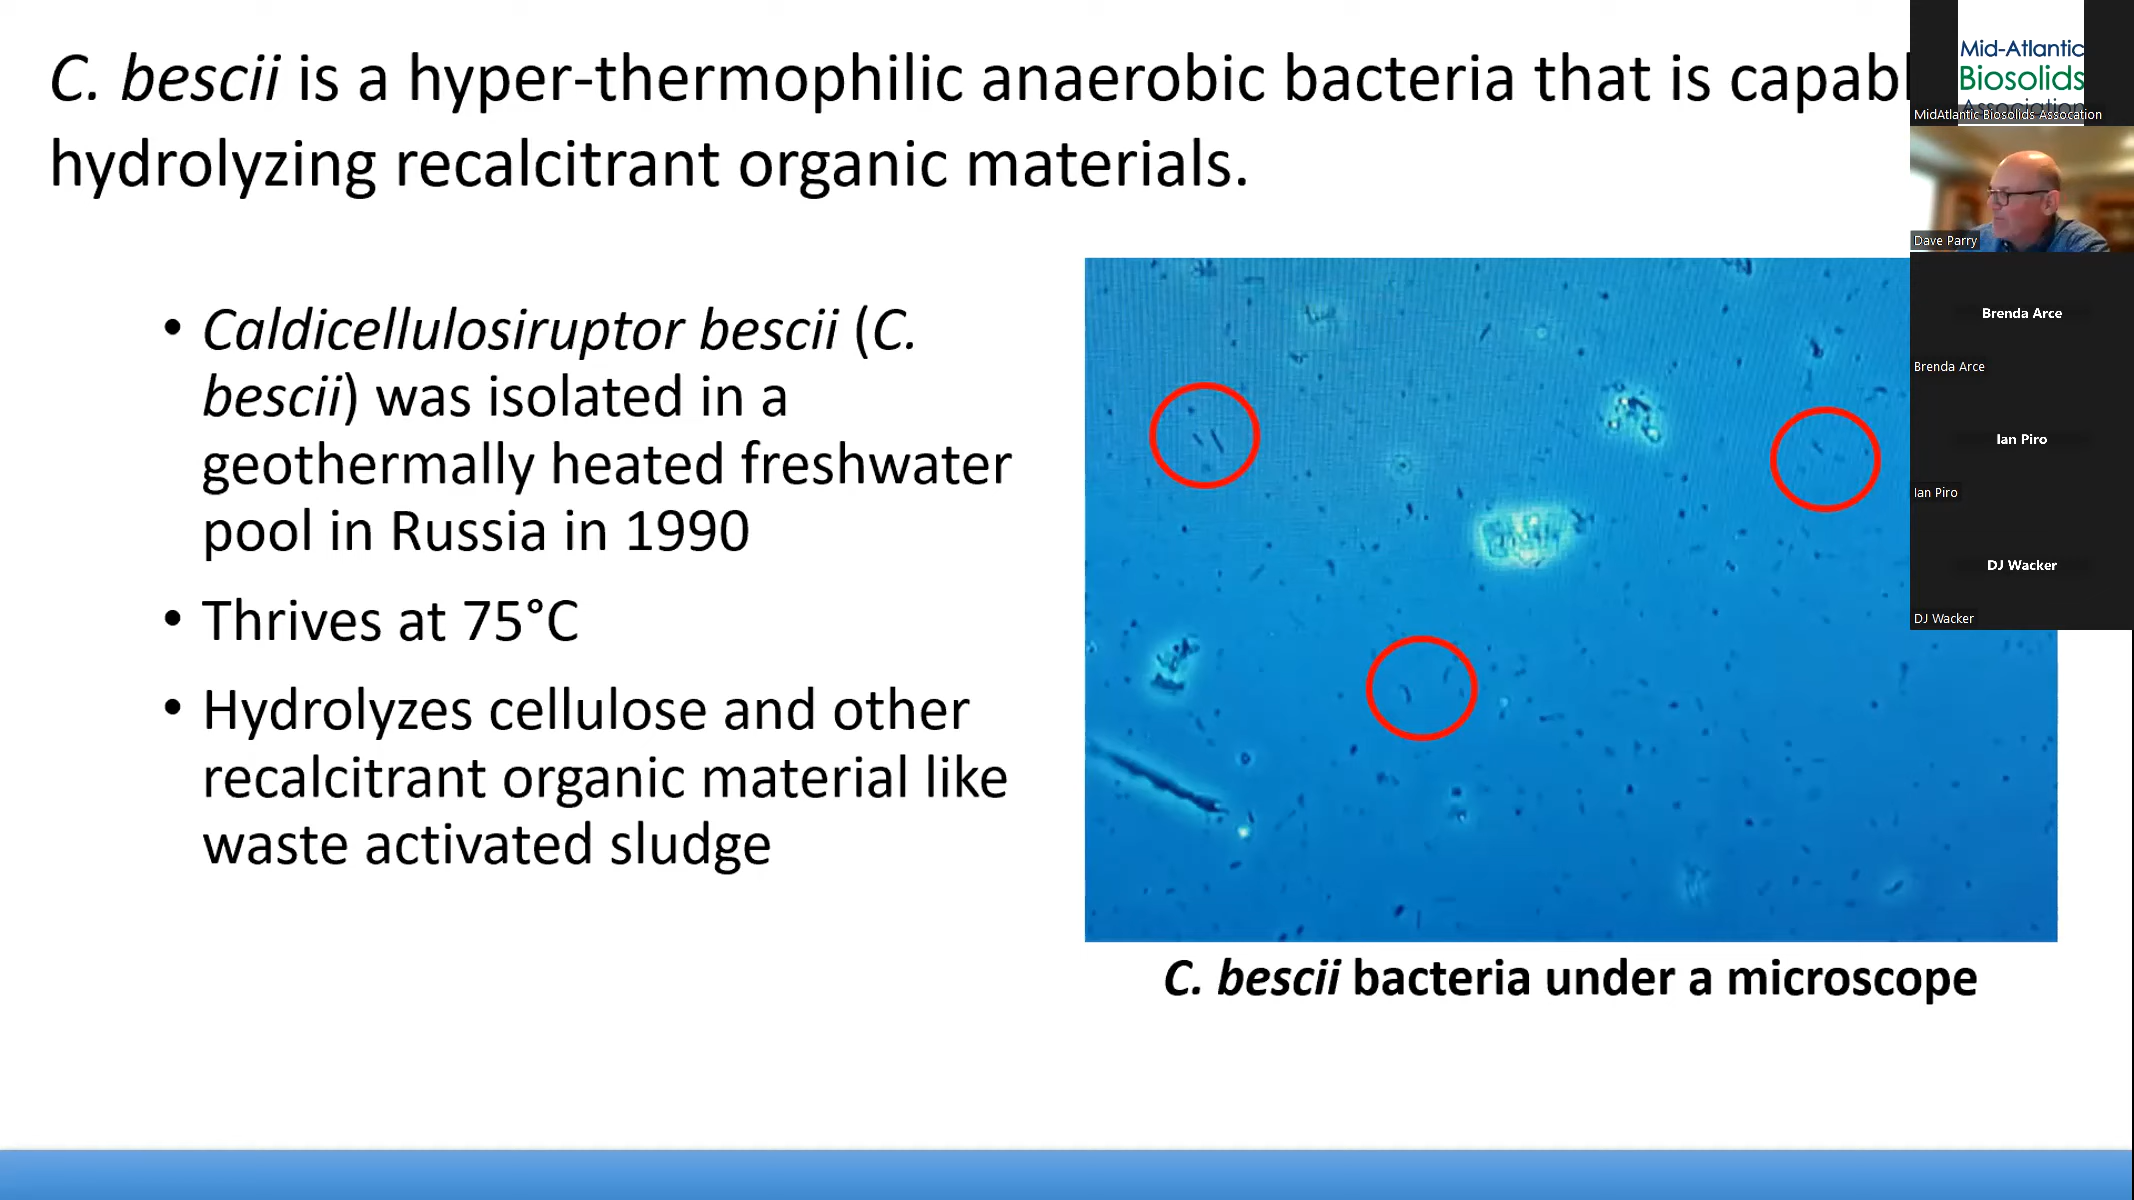 C. bescii is a hyper-thermophilic anaerobic bacteria that is capabl
hydrolyzing recalcitrant organic materials.
• Caldicellulosiruptor bescii (C.
bescii) was isolated in a
geothermally heated freshwater
pool in Russia in 1990
• Thrives at 75°C
• Hydrolyzes cellulose and other
recalcitrant organic material like
waste activated sludge
C. bescii bacteria under a microscope
Mid-Atlantic
Biosolids
Association
MidAtlantic Biosolids Assocation
Dave Parry
Brenda Arce
Brenda Arce
Ian Piro
Ian Piro
DJ Wacker
DJ Wacker